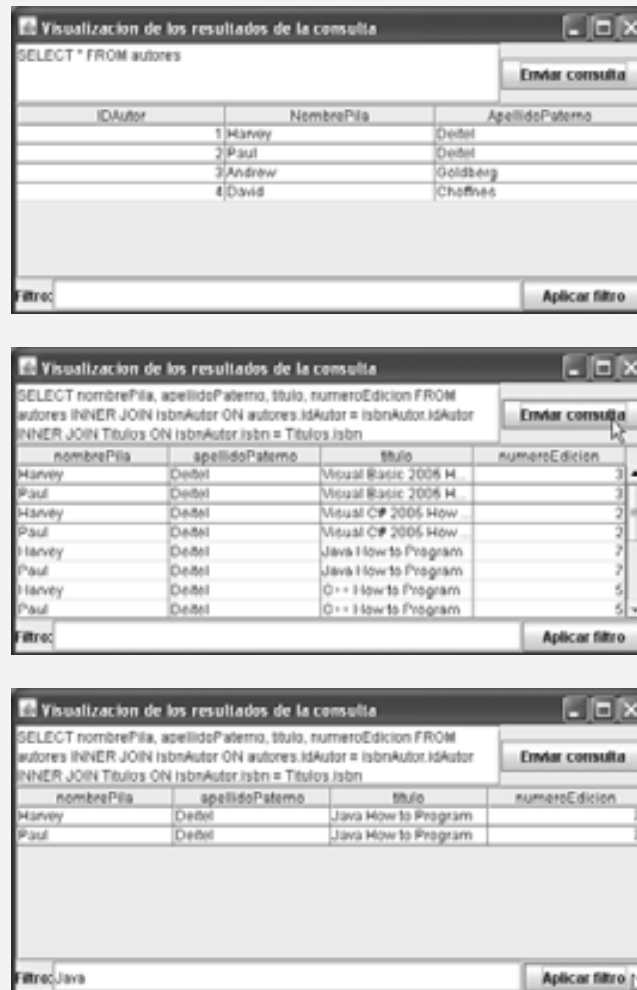 Visualizacion de los resultados de la consulta
SELECT * FROM autores
Enviar consulta
IDAutor NombrePila ApellidoPaterno
1 Harvey Deitel
2 Paul Deitel
3 Andrew Goldberg
4 David Choffnes
Filtro: Aplicar filtro
Visualizacion de los resultados de la consulta
SELECT nombrePila, apellidoPaterno, titulo, numeroEdicion FROM
autores INNER JOIN isbnAutor ON autores.idAutor = isbnAutor.idAutor
INNER JOIN Titulos ON isbnAutor.isbn = Titulos.isbn
Enviar consulta
nombrePila apellidoPaterno titulo numeroEdicion
Harvey Deitel Visual Basic 2005 H... 3
Paul Deitel Visual Basic 2005 H... 3
Harvey Deitel Visual C# 2005 How ... 2
Paul Deitel Visual C# 2005 How ... 2
Harvey Deitel Java How to Program 7
Paul Deitel Java How to Program 7
Harvey Deitel C++ How to Program 5
Paul Deitel C++ How to Program 5
Filtro: Aplicar filtro
Visualizacion de los resultados de la consulta
SELECT nombrePila, apellidoPaterno, titulo, numeroEdicion FROM
autores INNER JOIN isbnAutor ON autores.idAutor = isbnAutor.idAutor
INNER JOIN Titulos ON isbnAutor.isbn = Titulos.isbn
Enviar consulta
nombrePila apellidoPaterno titulo numeroEdicion
Harvey Deitel Java How to Program
Paul Deitel Java How to Program
Filtro: Java Aplicar filtro